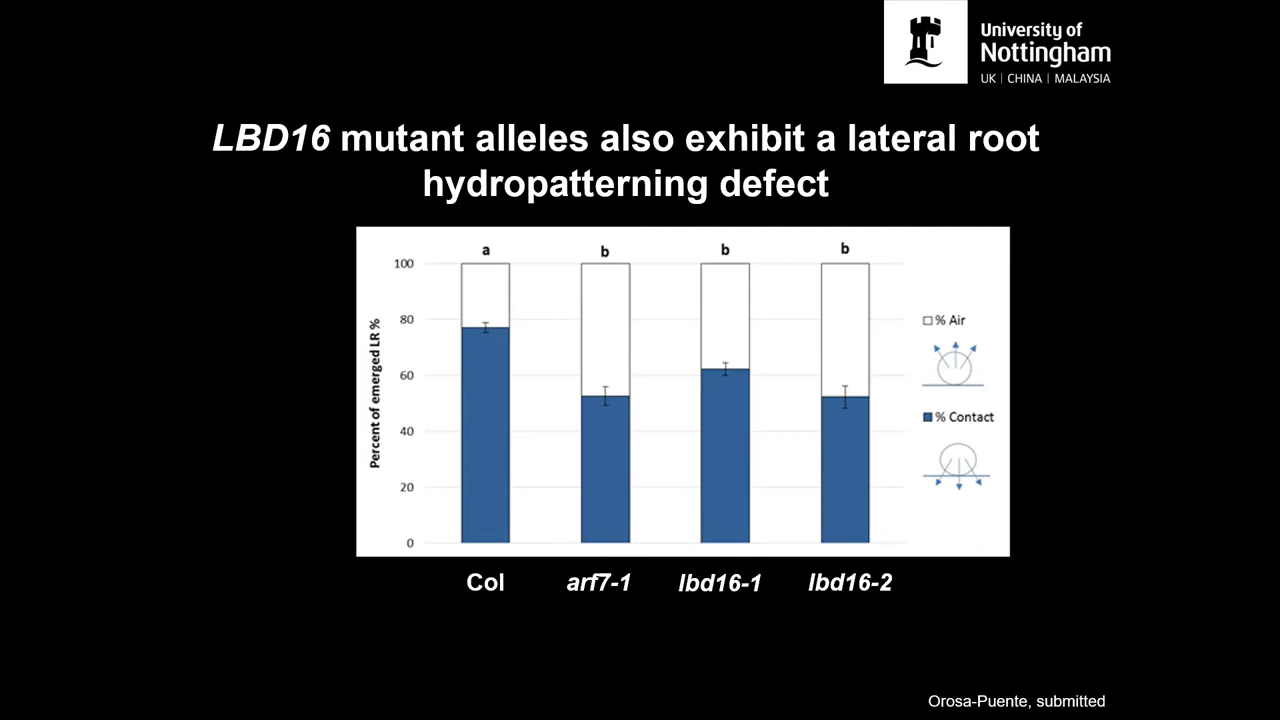 University of
Nottingham
UK | CHINA | MALAYSIA
LBD16 mutant alleles also exhibit a lateral root
hydropatterning defect
a b b b
100
80
60
40
20
0
Percent of emerged LR %
% Air
% Contact
Col arf7-1 lbd16-1 lbd16-2
Orosa-Puente, submitted